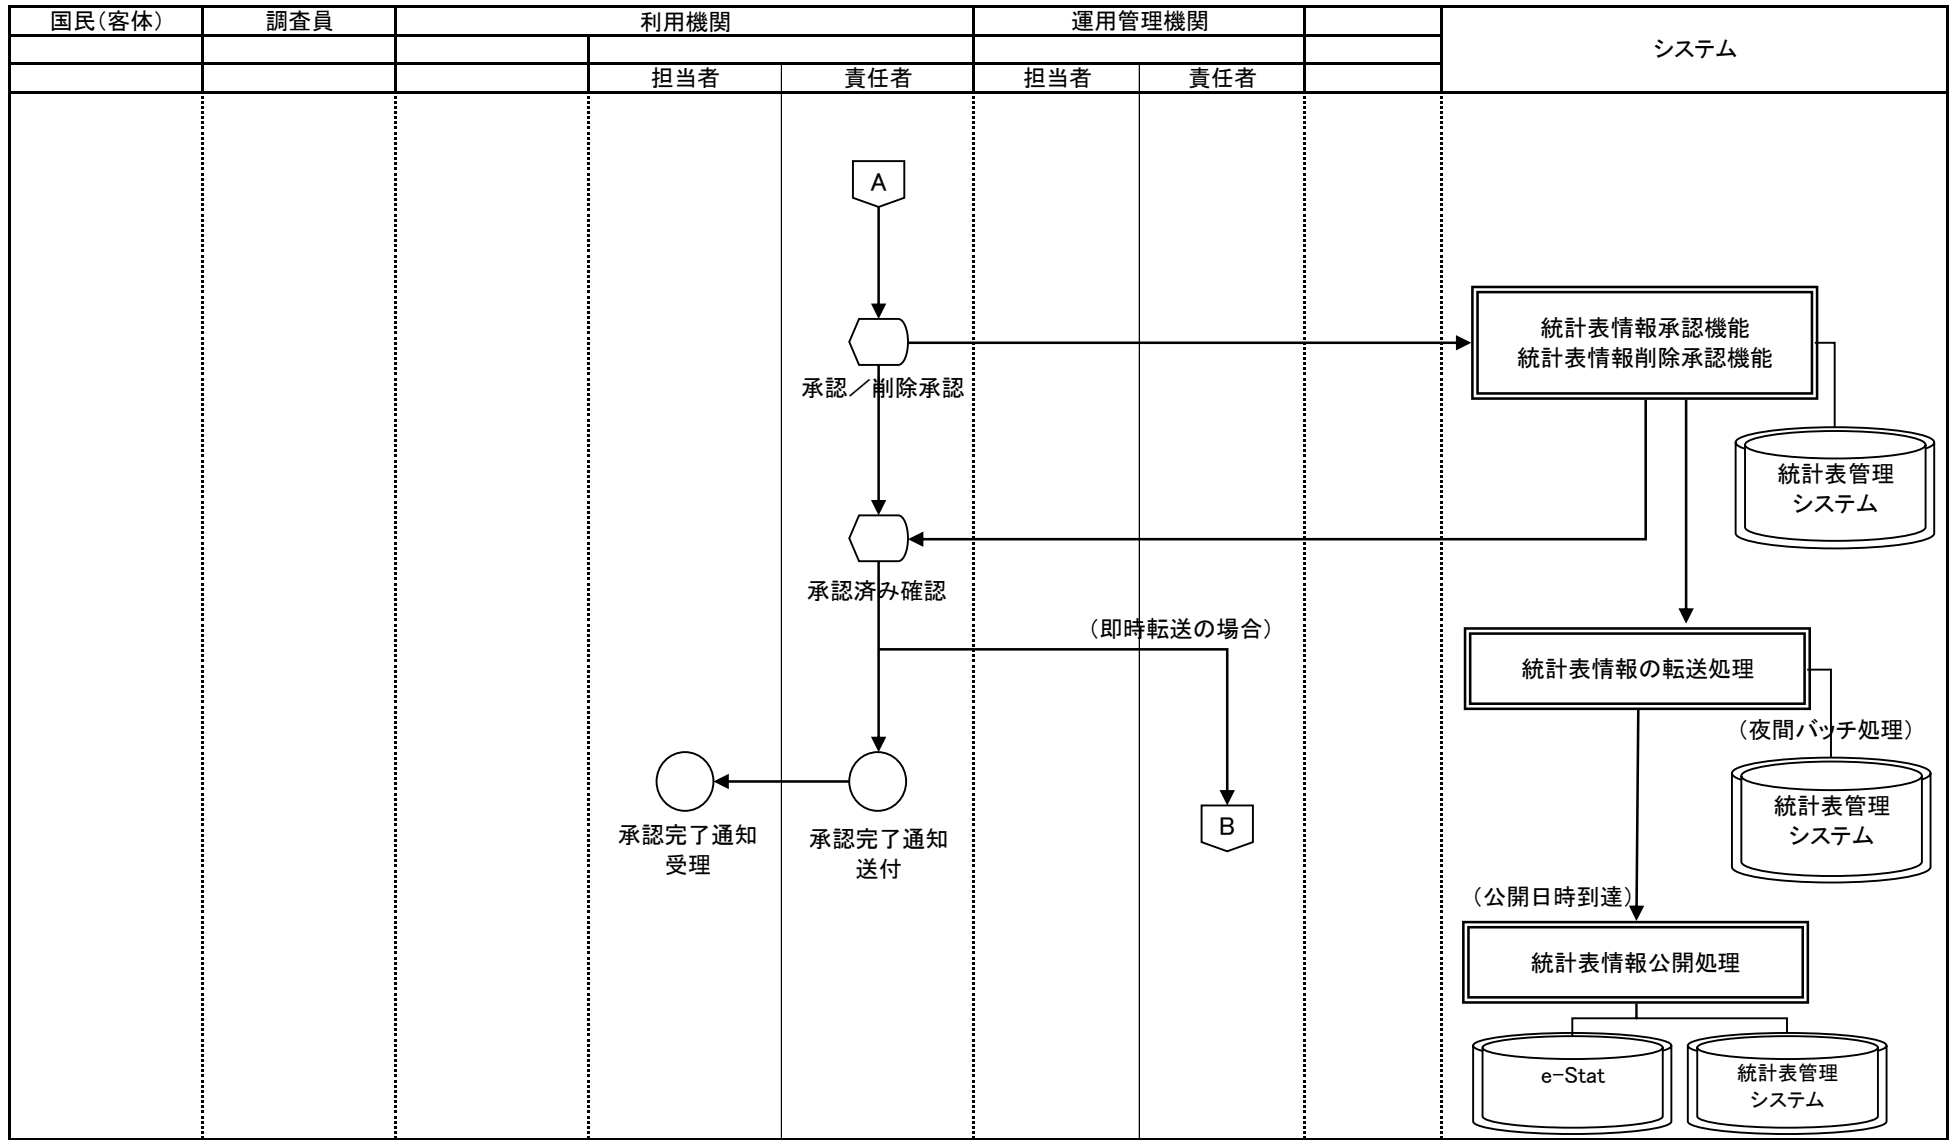 国民（客体）
調査員
利用機関
運用管理機関
システム
担当者
責任者
担当者
責任者
A
統計表情報承認機能
統計表情報削除承認機能
承認／削除承認
統計表管理
システム
承認済み確認
（即時転送の場合）
統計表情報の転送処理
（夜間バッチ処理）
統計表管理
システム
B
承認完了通知
受理
承認完了通知
送付
（公開日時到達）
統計表情報公開処理
e-Stat
統計表管理
システム